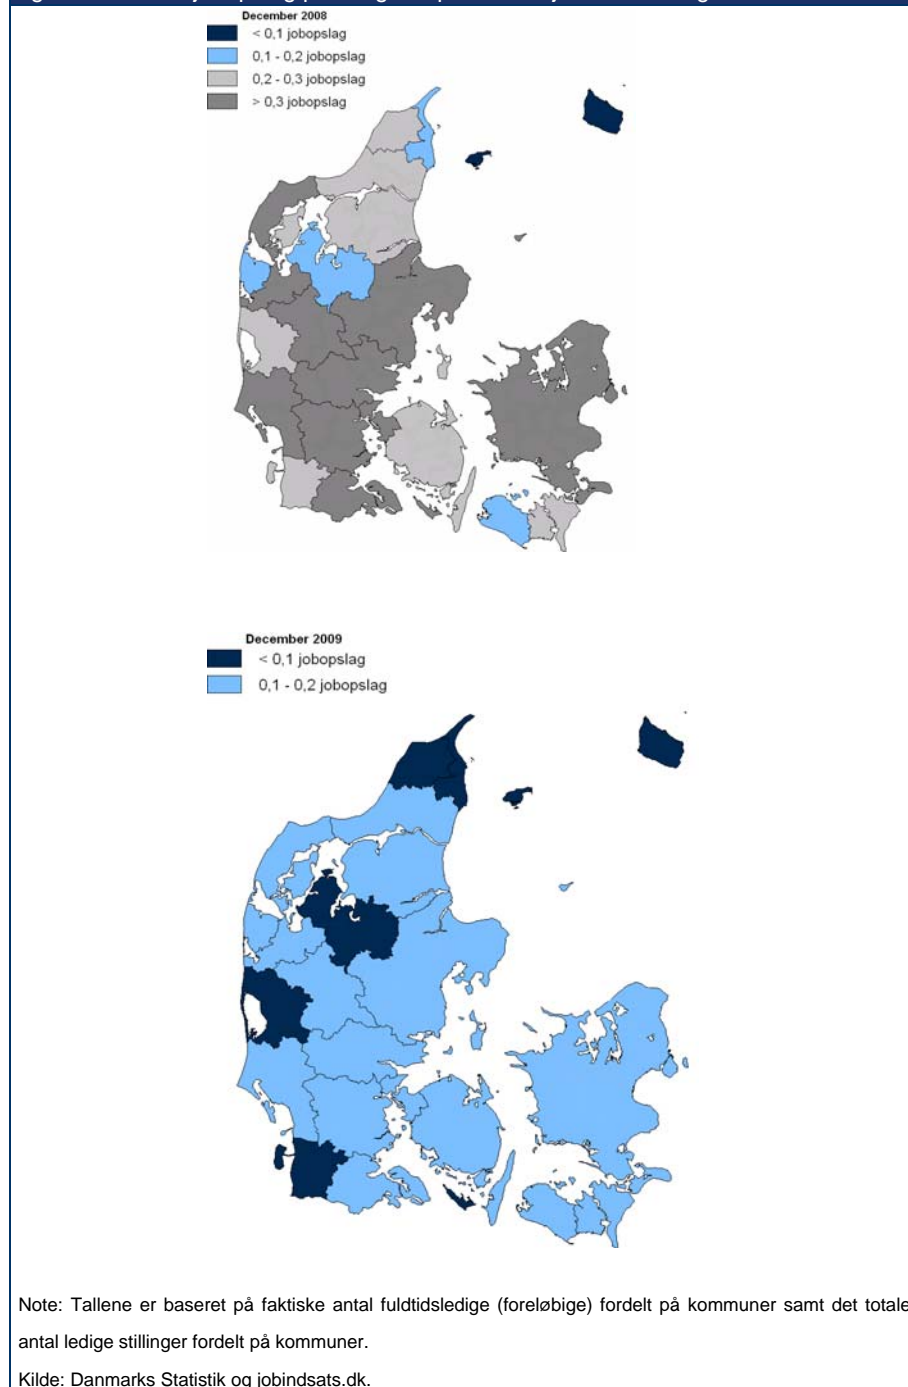 December 2008
< 0,1 jobopslag
0,1 - 0,2 jobopslag
0,2 - 0,3 jobopslag
> 0,3 jobopslag
December 2009
< 0,1 jobopslag
0,1 - 0,2 jobopslag
Note: Tallene er baseret på faktiske antal fuldtidsledige (foreløbige) fordelt på kommuner samt det totale
antal ledige stillinger fordelt på kommuner.
Kilde: Danmarks Statistik og jobindsats.dk.